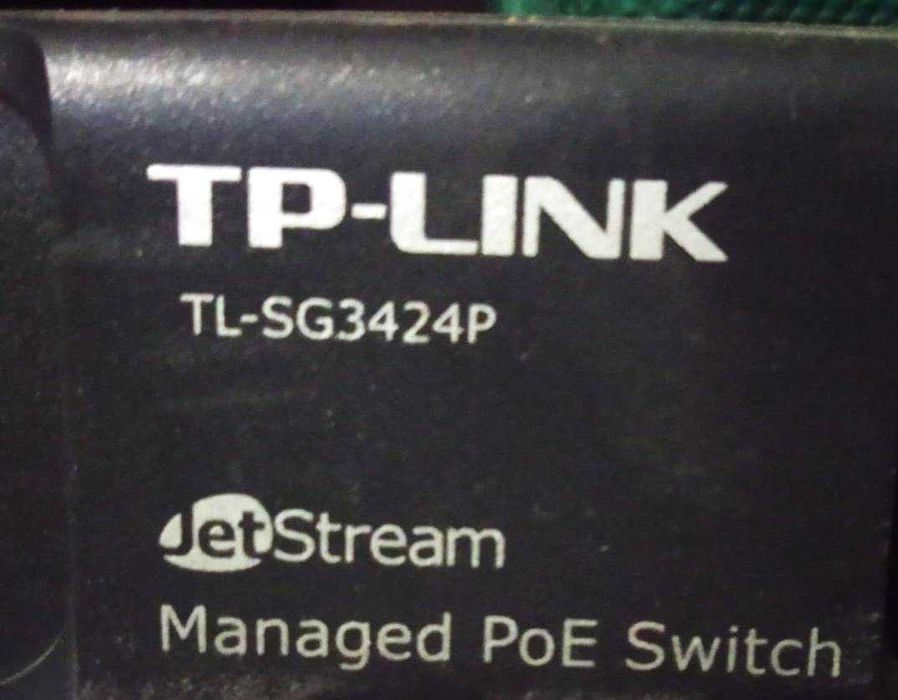 TP-LINK
TL-SG3424P
JetStream
Managed PoE Switch